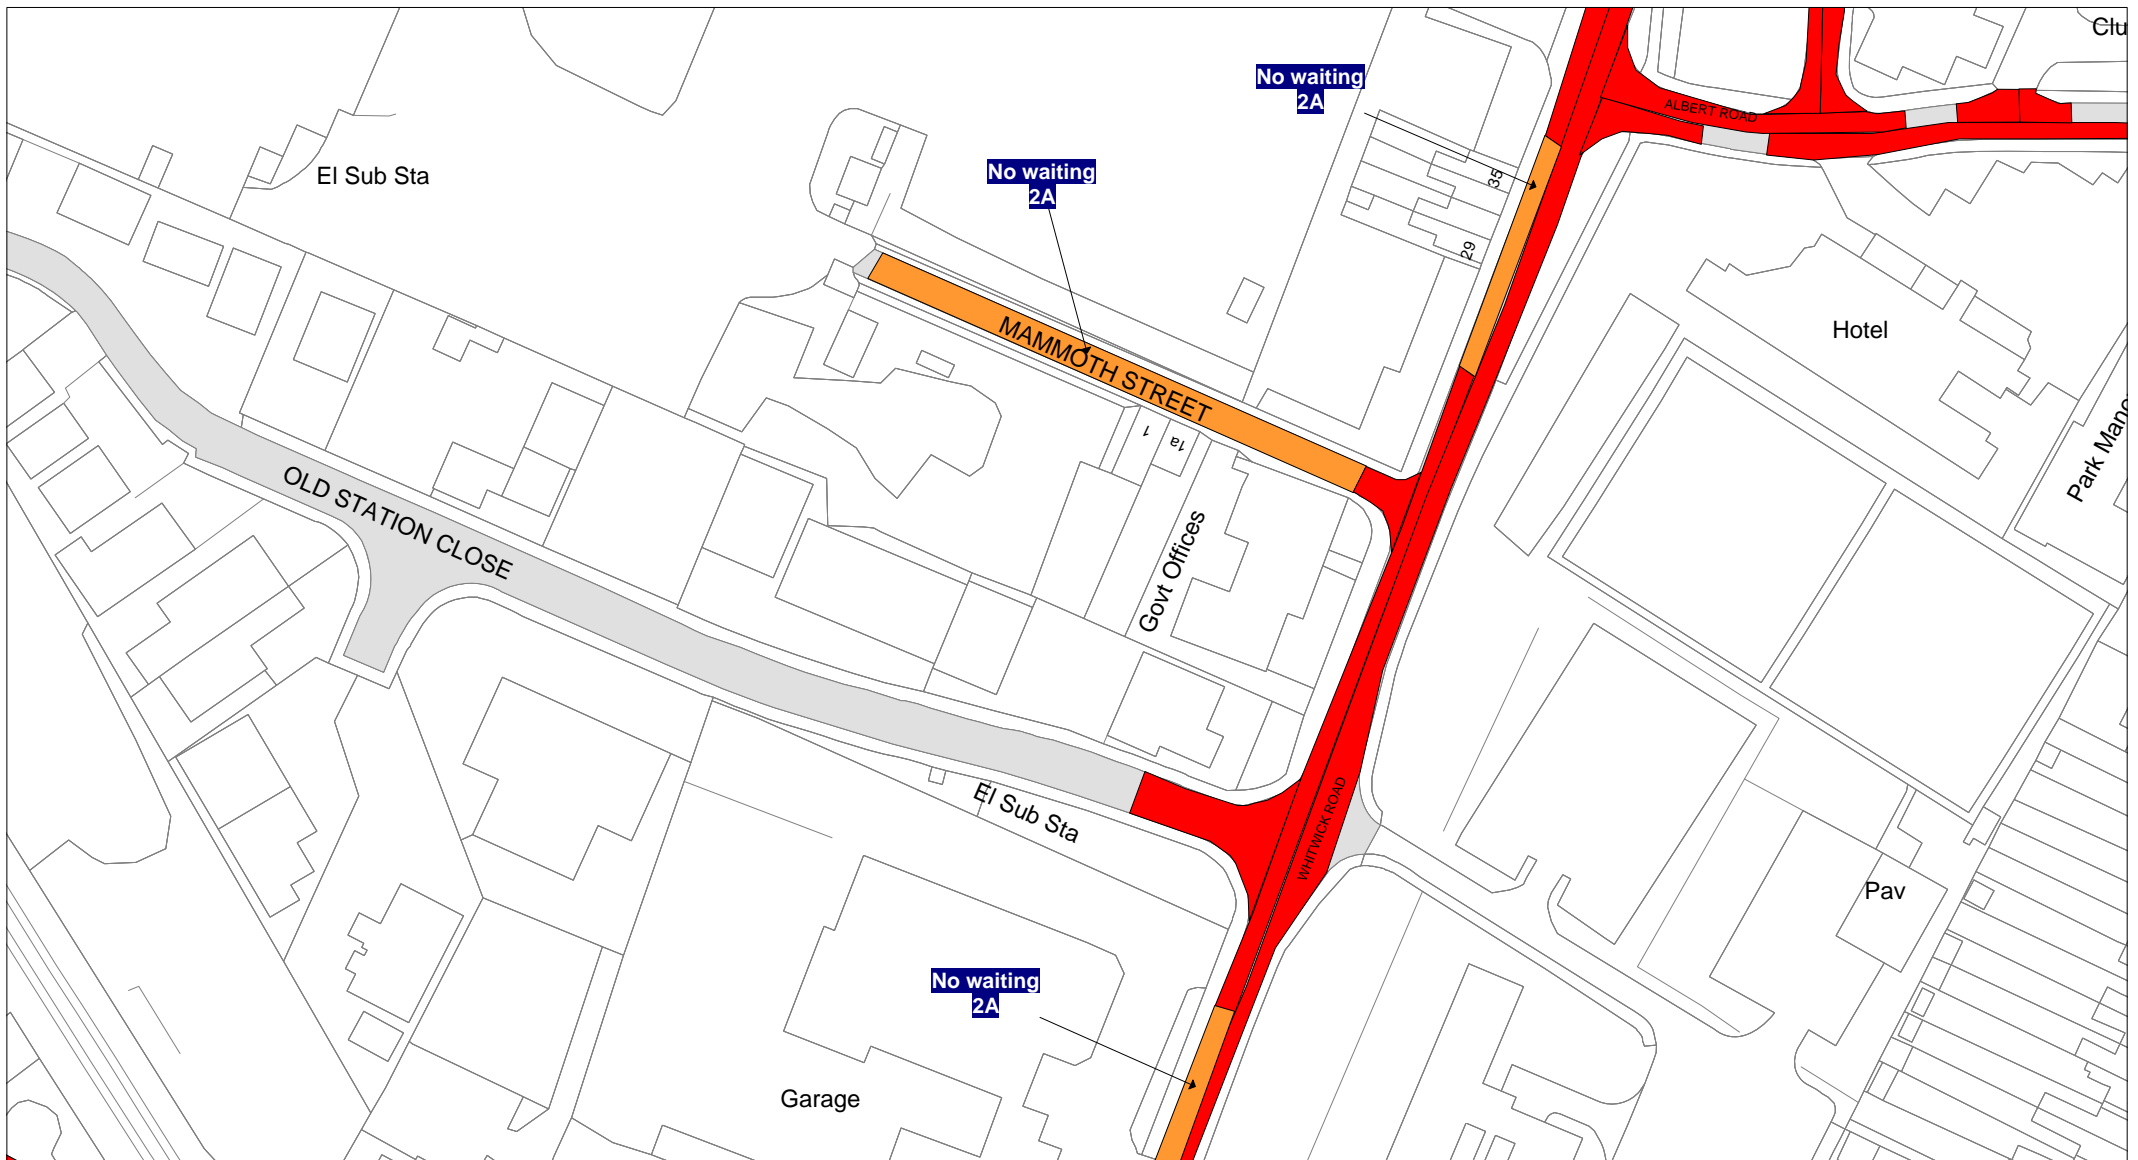 Clu
No waiting
2A
ALBERT ROAD
No waiting
2A
El Sub Sta
35
29
MAMMOTH STREET
Hotel
Park Mano
1
1a
OLD STATION CLOSE
Govt Offices
El Sub Sta
WHITWICK ROAD
Pav
No waiting
2A
Garage